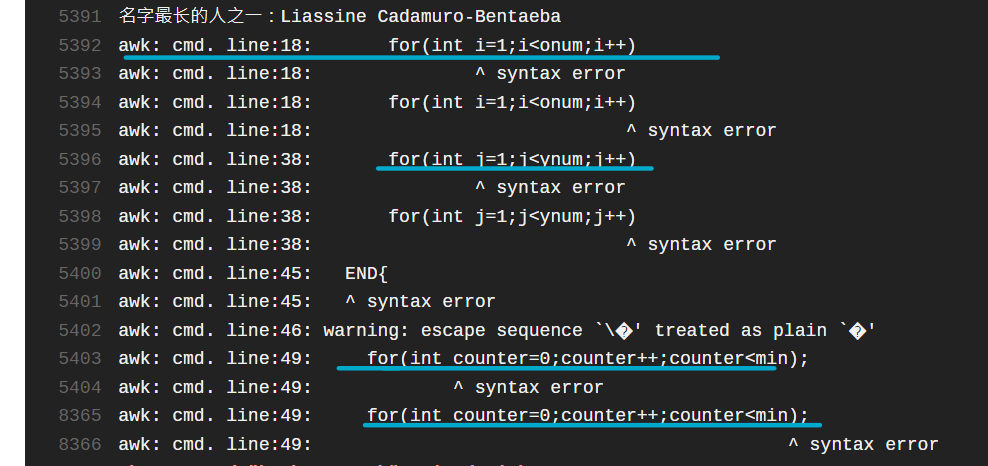 5391 名字最长的人之一：Liassine Cadamuro-Bentaeba
5392 awk: cmd. line:18:       for(int i=1;i<onum;i++)
5393 awk: cmd. line:18:               ^ syntax error
5394 awk: cmd. line:18:       for(int i=1;i<onum;i++)
5395 awk: cmd. line:18:                             ^ syntax error
5396 awk: cmd. line:38:       for(int j=1;j<ynum;j++)
5397 awk: cmd. line:38:               ^ syntax error
5398 awk: cmd. line:38:       for(int j=1;j<ynum;j++)
5399 awk: cmd. line:38:                             ^ syntax error
5400 awk: cmd. line:45:   END{
5401 awk: cmd. line:45:   ^ syntax error
5402 awk: cmd. line:46: warning: escape sequence `\�' treated as plain `�'
5403 awk: cmd. line:49:     for(int counter=0;counter++;counter<min);
5404 awk: cmd. line:49:             ^ syntax error
8365 awk: cmd. line:49:     for(int counter=0;counter++;counter<min);
8366 awk: cmd. line:49:                                            ^ syntax error